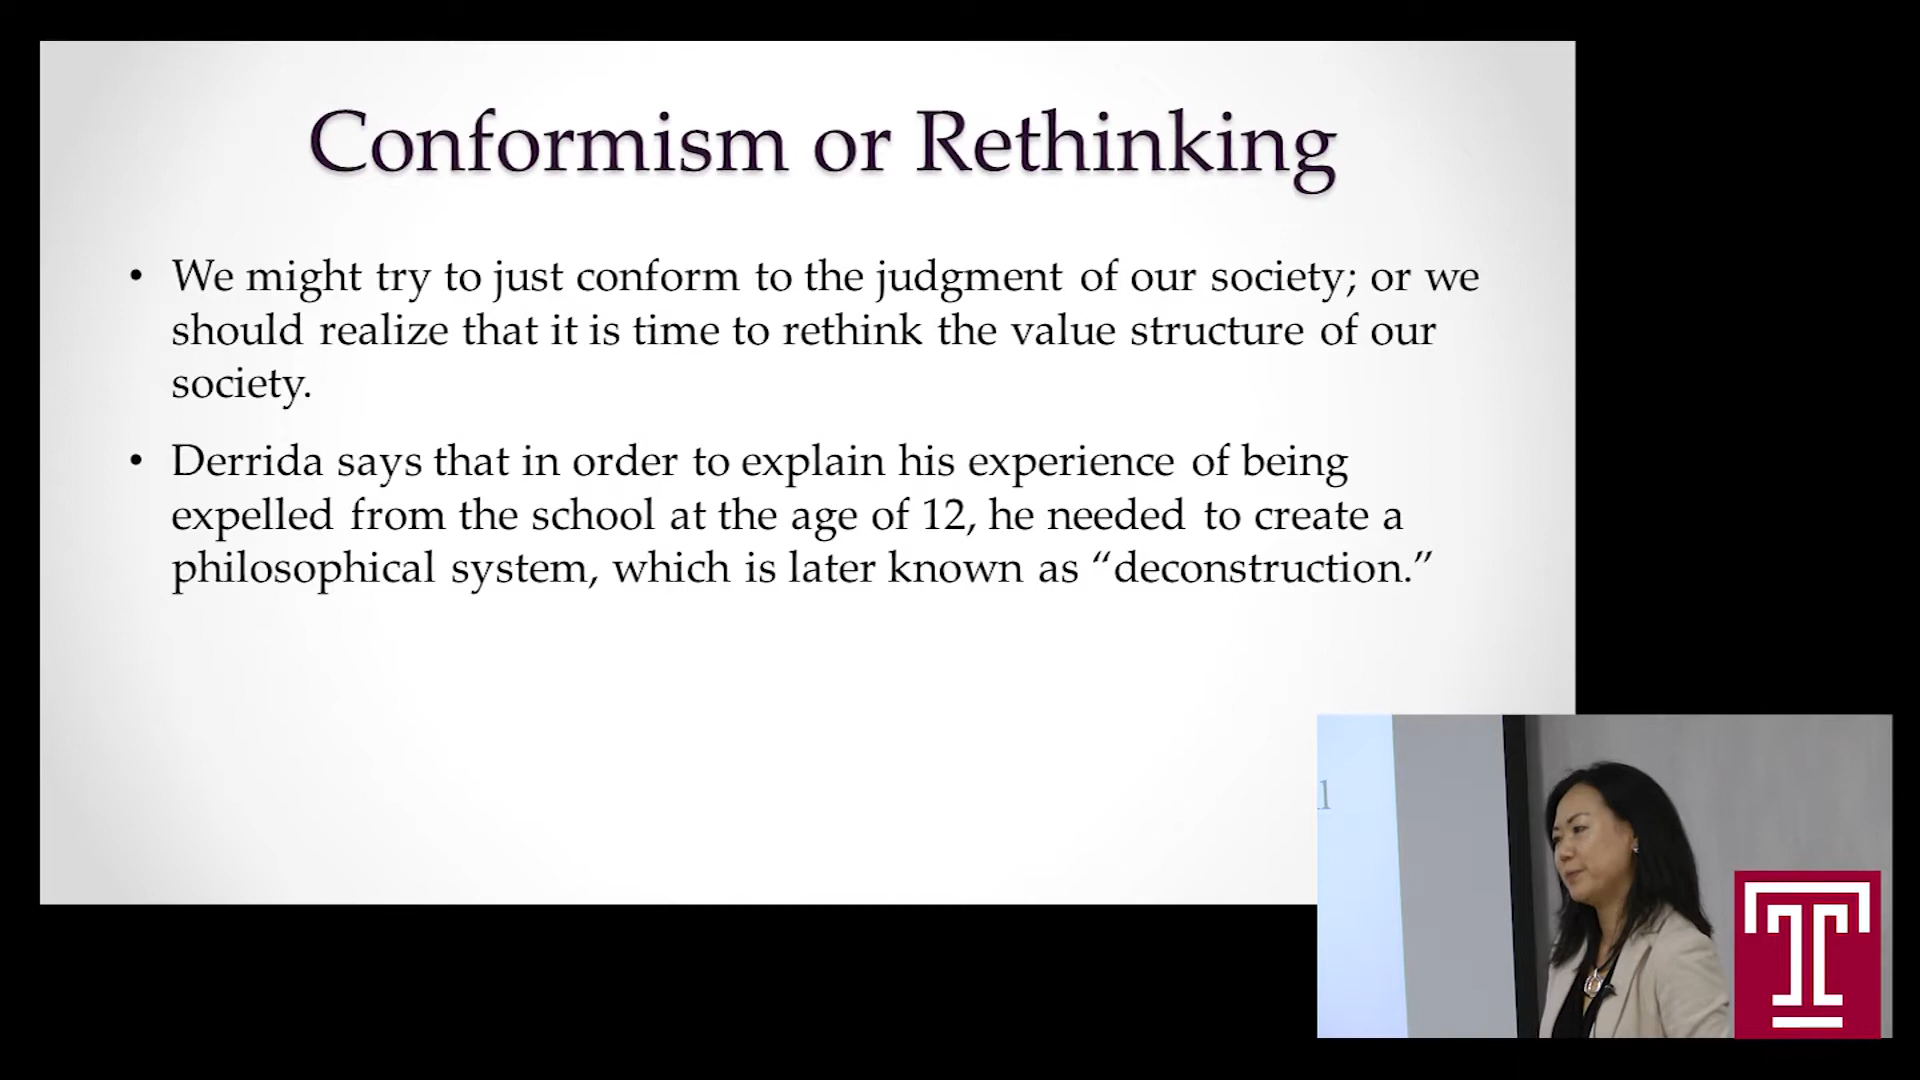 Conformism or Rethinking
• We might try to just conform to the judgment of our society; or we
should realize that it is time to rethink the value structure of our
society.
• Derrida says that in order to explain his experience of being
expelled from the school at the age of 12, he needed to create a
philosophical system, which is later known as “deconstruction.”
T